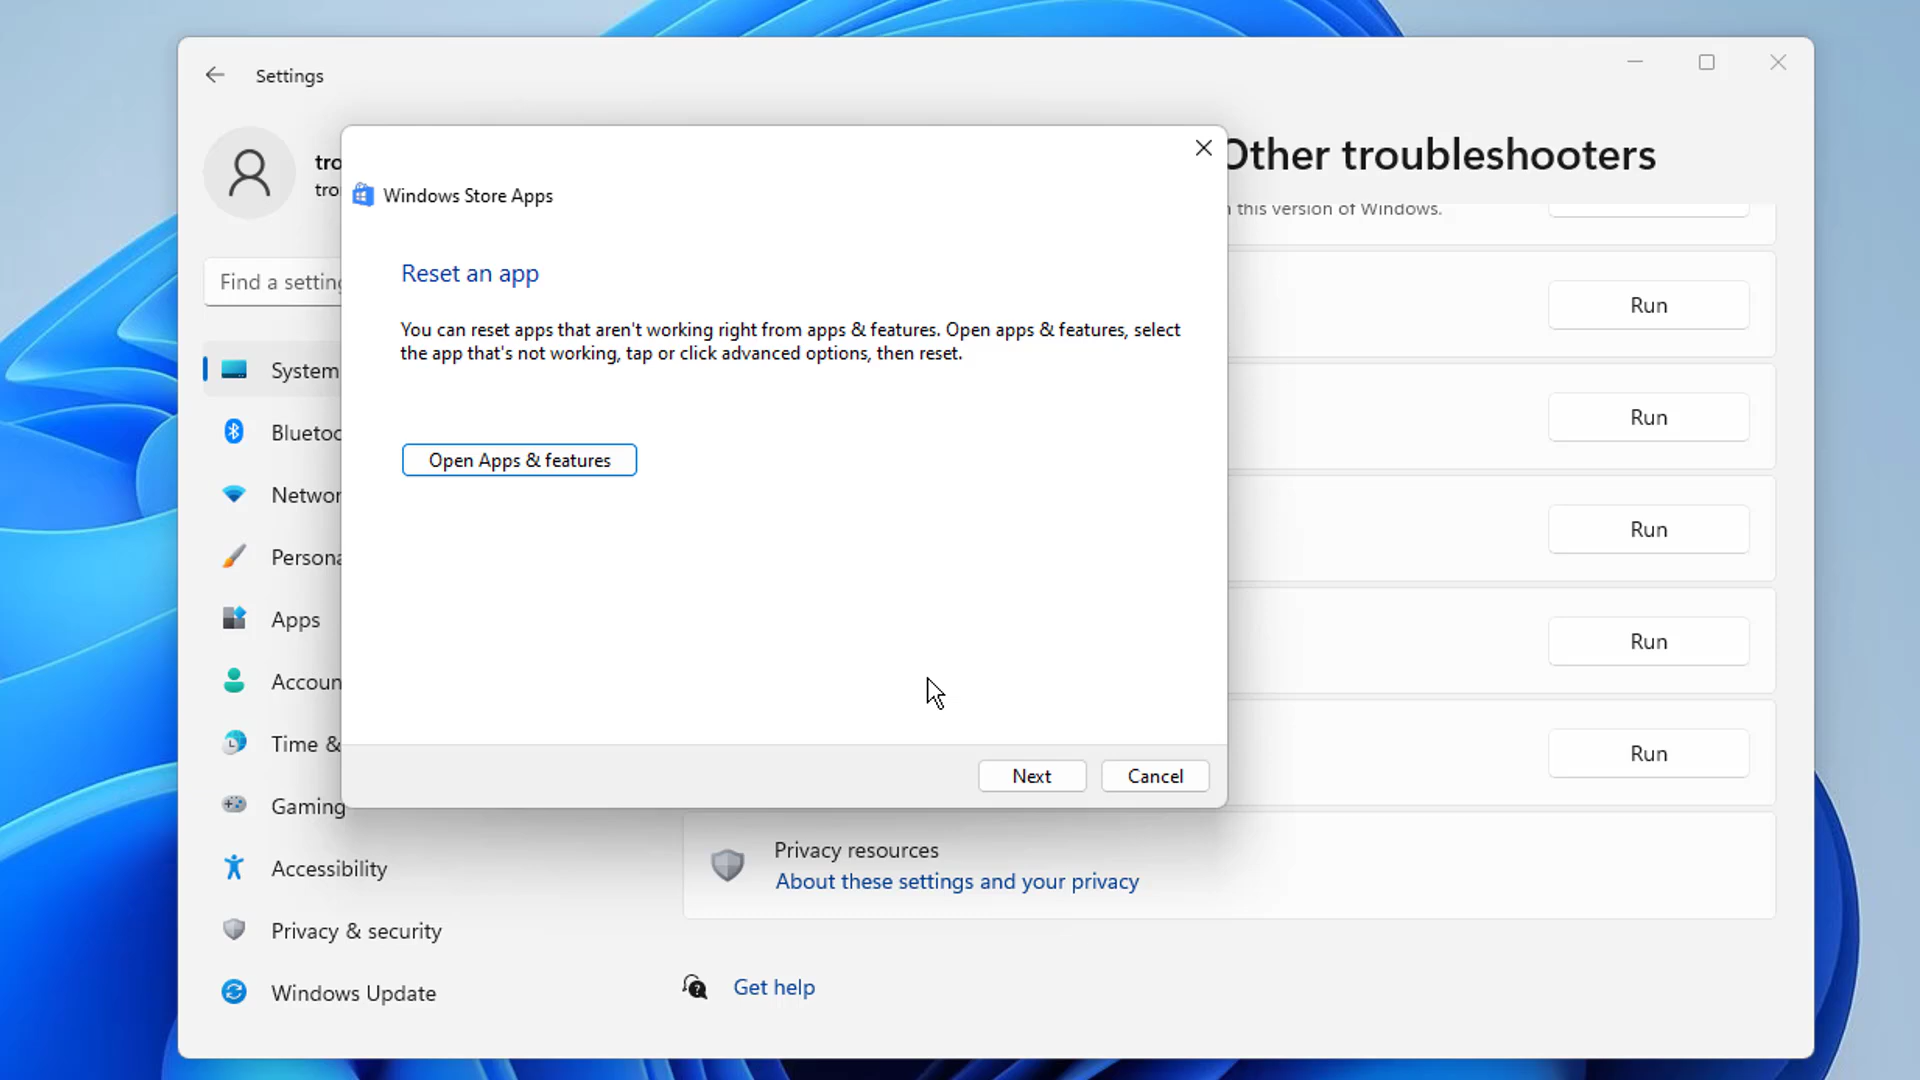 Settings
Other troubleshooters
tro
tro
Windows Store Apps
this version of Windows.
Find a setting
Reset an app
You can reset apps that aren't working right from apps & features. Open apps & features, select
the app that's not working, tap or click advanced options, then reset.
Open Apps & features
Run
Run
Run
Run
Run
System
Bluetoo
Networ
Persona
Apps
Accoun
Time &
Gaming
Accessibility
Privacy & security
Windows Update
Next
Cancel
Privacy resources
About these settings and your privacy
Get help